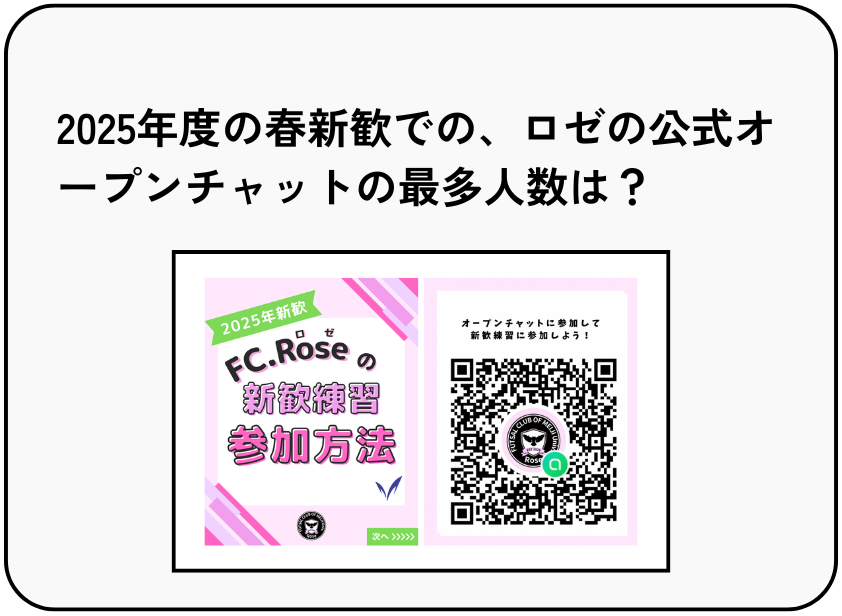 2025年度の春新歓での、ロゼの公式オ
ープンチャットの最多人数は？
2025年新歓
ロゼ
FC.Roseの
新歓練習
参加方法
次へ >>>>>
オープンチャットに参加して
新歓練習に参加しよう！
FUTSAL CLUB OF MEIJI Univ.
Rose